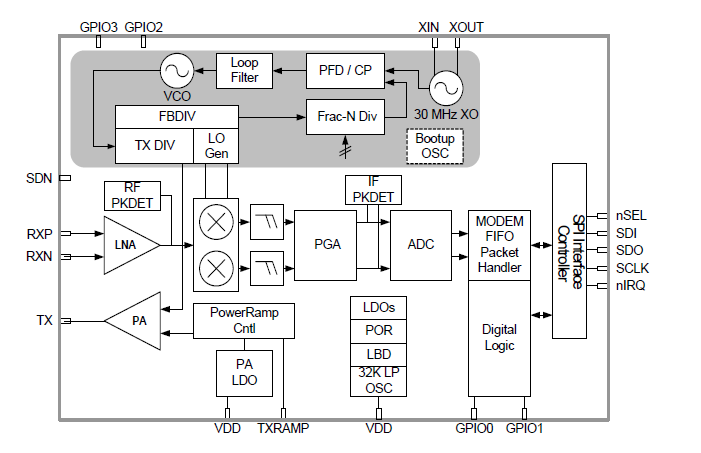 GPIO3 GPIO2
XIN XOUT
Loop
Filter
PFD / CP
VCO
30 MHz XO
FBDIV
Frac-N Div
TX DIV
LO
Gen
Bootup
OSC
SDN
RF
PKDET
IF
PKDET
RXP
RXN
LNA
PGA
ADC
MODEM
FIFO
Packet
Handler
SPI Interface
Controller
nSEL
SDI
SDO
SCLK
nIRQ
TX
PA
PowerRamp
Cntl
LDOs
POR
LBD
32K LP
OSC
Digital
Logic
PA
LDO
VDD TXRAMP VDD GPIO0 GPIO1